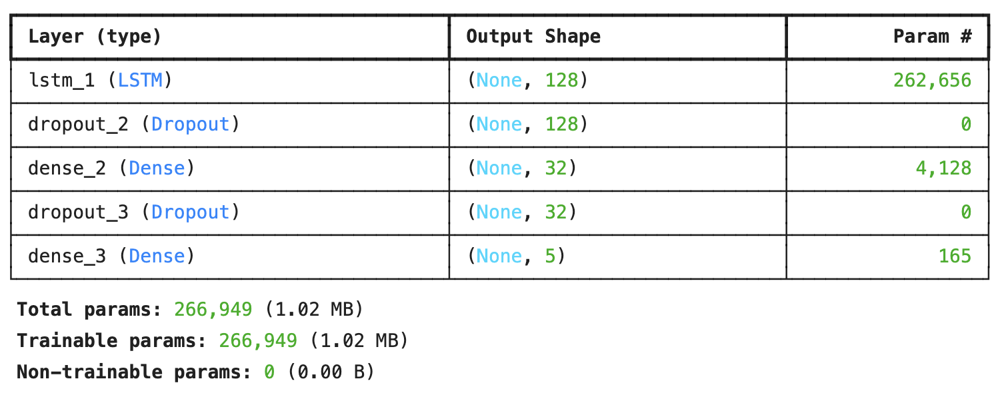 Layer (type) Output Shape Param #
lstm_1 (LSTM) (None, 128) 262,656
dropout_2 (Dropout) (None, 128) 0
dense_2 (Dense) (None, 32) 4,128
dropout_3 (Dropout) (None, 32) 0
dense_3 (Dense) (None, 5) 165
Total params: 266,949 (1.02 MB)
Trainable params: 266,949 (1.02 MB)
Non-trainable params: 0 (0.00 B)